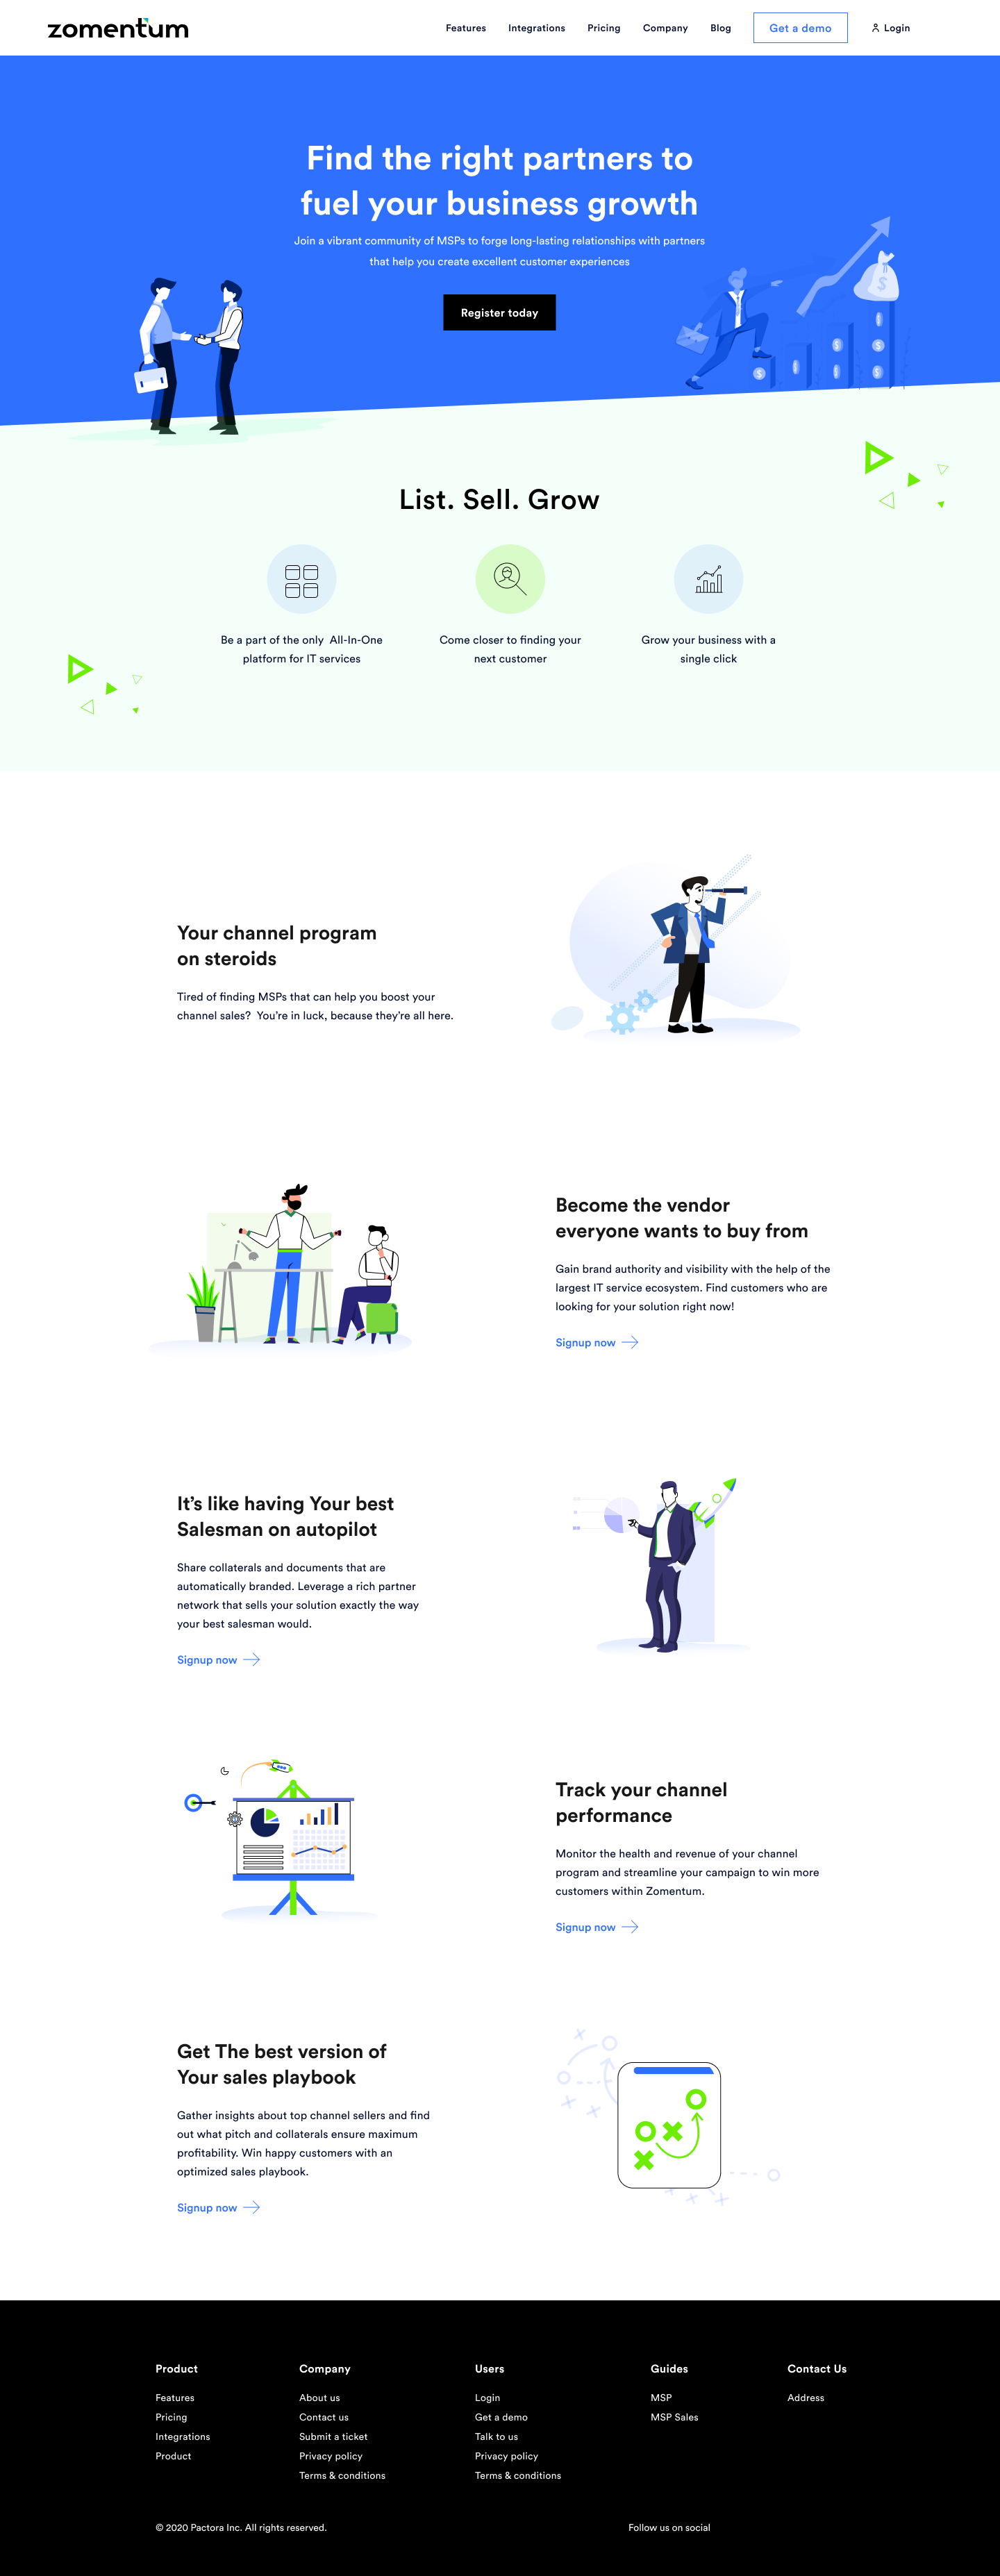 zomentum
Features Integrations Pricing Company Blog Get a demo Login
Find the right partners to
fuel your business growth
Join a vibrant community of MSPs to forge long-lasting relationships with partners
that help you create excellent customer experiences
Register today
List. Sell. Grow
Be a part of the only All-In-One
platform for IT services
Come closer to finding your
next customer
Grow your business with a
single click
Your channel program
on steroids
Tired of finding MSPs that can help you boost your
channel sales? You're in luck, because they're all here.
Become the vendor
everyone wants to buy from
Gain brand authority and visibility with the help of the
largest IT service ecosystem. Find customers who are
looking for your solution right now!
Signup now
It's like having Your best
Salesman on autopilot
Share collaterals and documents that are
automatically branded. Leverage a rich partner
network that sells your solution exactly the way
your best salesman would.
Signup now
Track your channel
performance
Monitor the health and revenue of your channel
program and streamline your campaign to win more
customers within Zomentum.
Signup now
Get The best version of
Your sales playbook
Gather insights about top channel sellers and find
out what pitch and collaterals ensure maximum
profitability. Win happy customers with an
optimized sales playbook.
Signup now
Product
Features
Pricing
Integrations
Product
Company
About us
Contact us
Submit a ticket
Privacy policy
Terms & conditions
Users
Login
Get a demo
Talk to us
Privacy policy
Terms & conditions
Guides
MSP
MSP Sales
Contact Us
Address
© 2020 Pactora Inc. All rights reserved.
Follow us on social